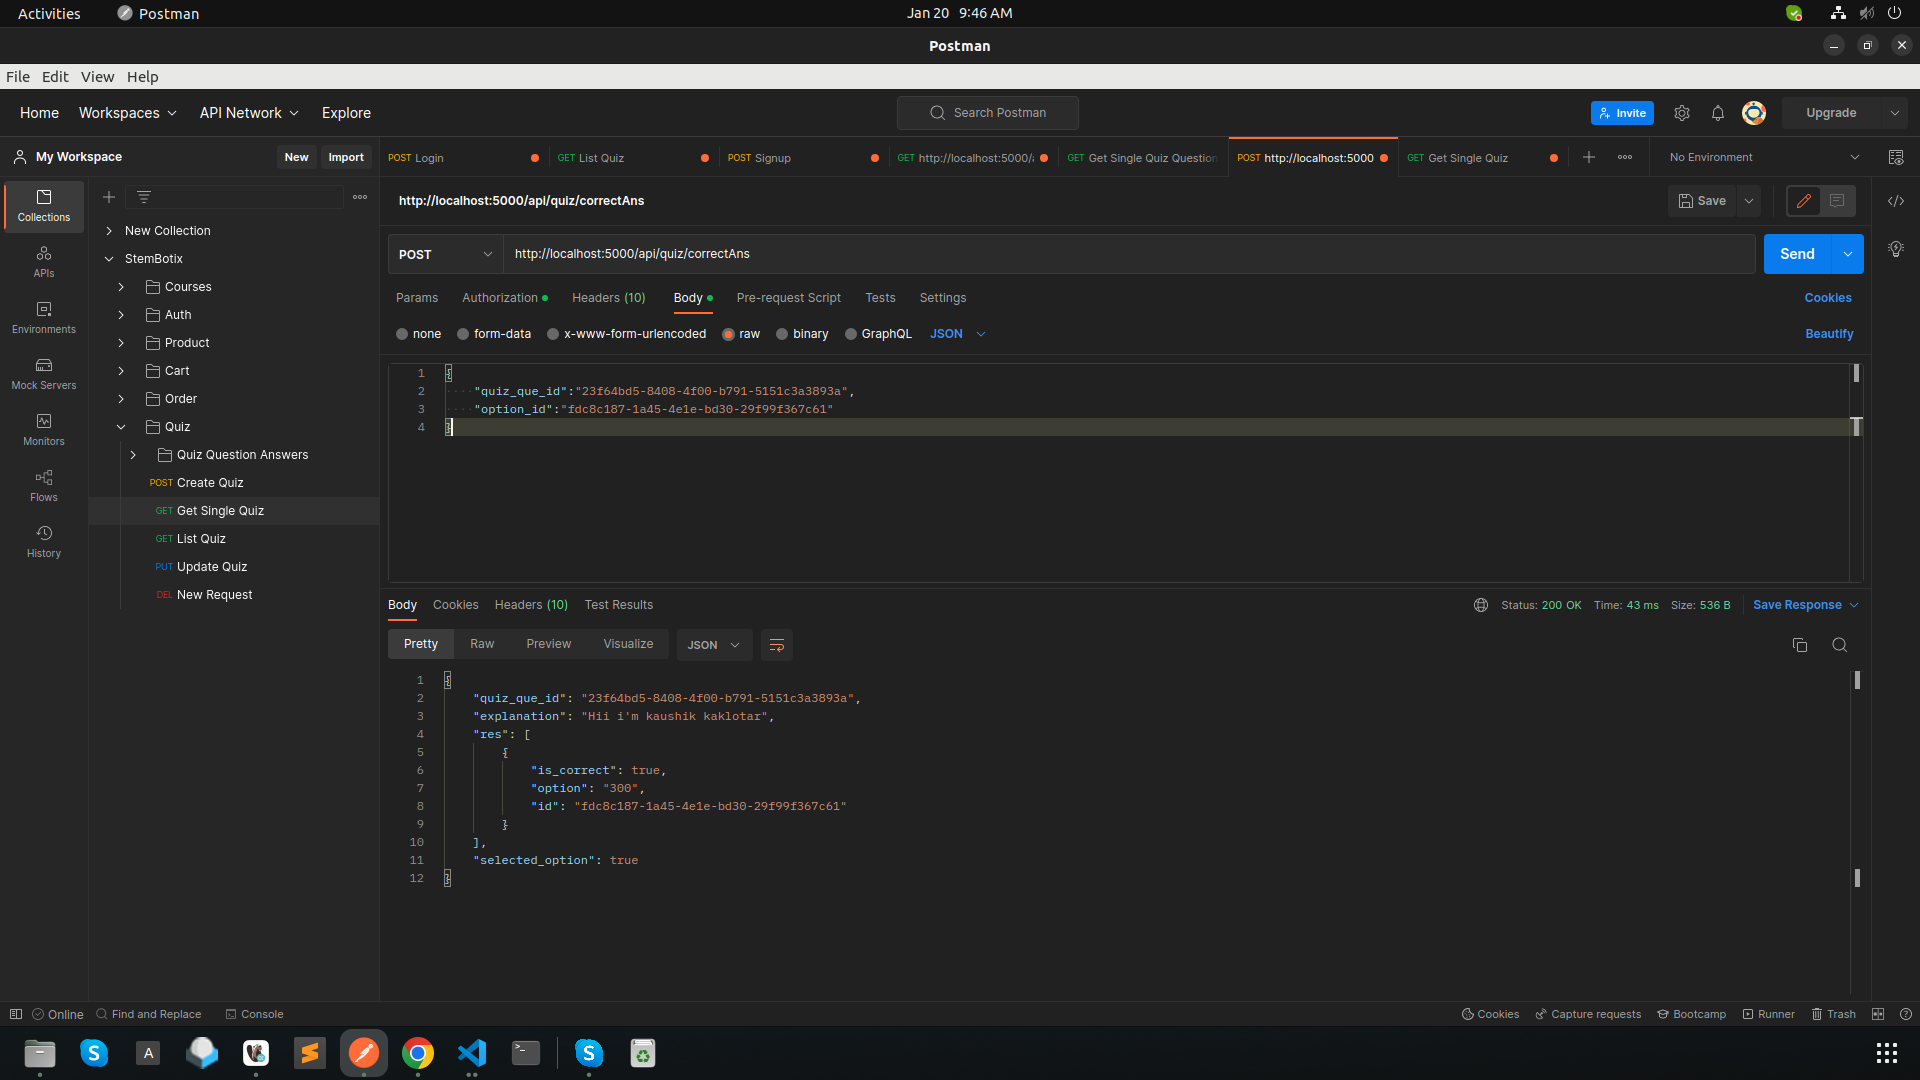 Activities Postman Jan 20 9:46 AM
Postman
File Edit View Help
Home Workspaces API Network Explore Search Postman Invite Upgrade
My Workspace New Import POST Login GET List Quiz POST Signup GET http://localhost:5000/ GET Get Single Quiz Question POST http://localhost:5000 GET Get Single Quiz No Environment
http://localhost:5000/api/quiz/correctAns Save
POST http://localhost:5000/api/quiz/correctAns Send
Params Authorization Headers (10) Body Pre-request Script Tests Settings Cookies
none form-data x-www-form-urlencoded raw binary GraphQL JSON Beautify
Collections
APIs
Environments
Mock Servers
Monitors
Flows
History
New Collection
StemBotix
Courses
Auth
Product
Cart
Order
Quiz
Quiz Question Answers
POST Create Quiz
GET Get Single Quiz
GET List Quiz
PUT Update Quiz
DEL New Request
1 {
2 "quiz_que_id":"23f64bd5-8408-4f00-b791-5151c3a3893a",
3 "option_id":"fdc8c187-1a45-4e1e-bd30-29f99f367c61"
4 }
Body Cookies Headers (10) Test Results Status: 200 OK Time: 43 ms Size: 536 B Save Response
Pretty Raw Preview Visualize JSON
1 {
2 "quiz_que_id": "23f64bd5-8408-4f00-b791-5151c3a3893a",
3 "explanation": "Hii i'm kaushik kaklotar",
4 "res": [
5 {
6 "is_correct": true,
7 "option": "300",
8 "id": "fdc8c187-1a45-4e1e-bd30-29f99f367c61"
9 }
10 ],
11 "selected_option": true
12 }
Online Find and Replace Console Cookies Capture requests Bootcamp Runner Trash